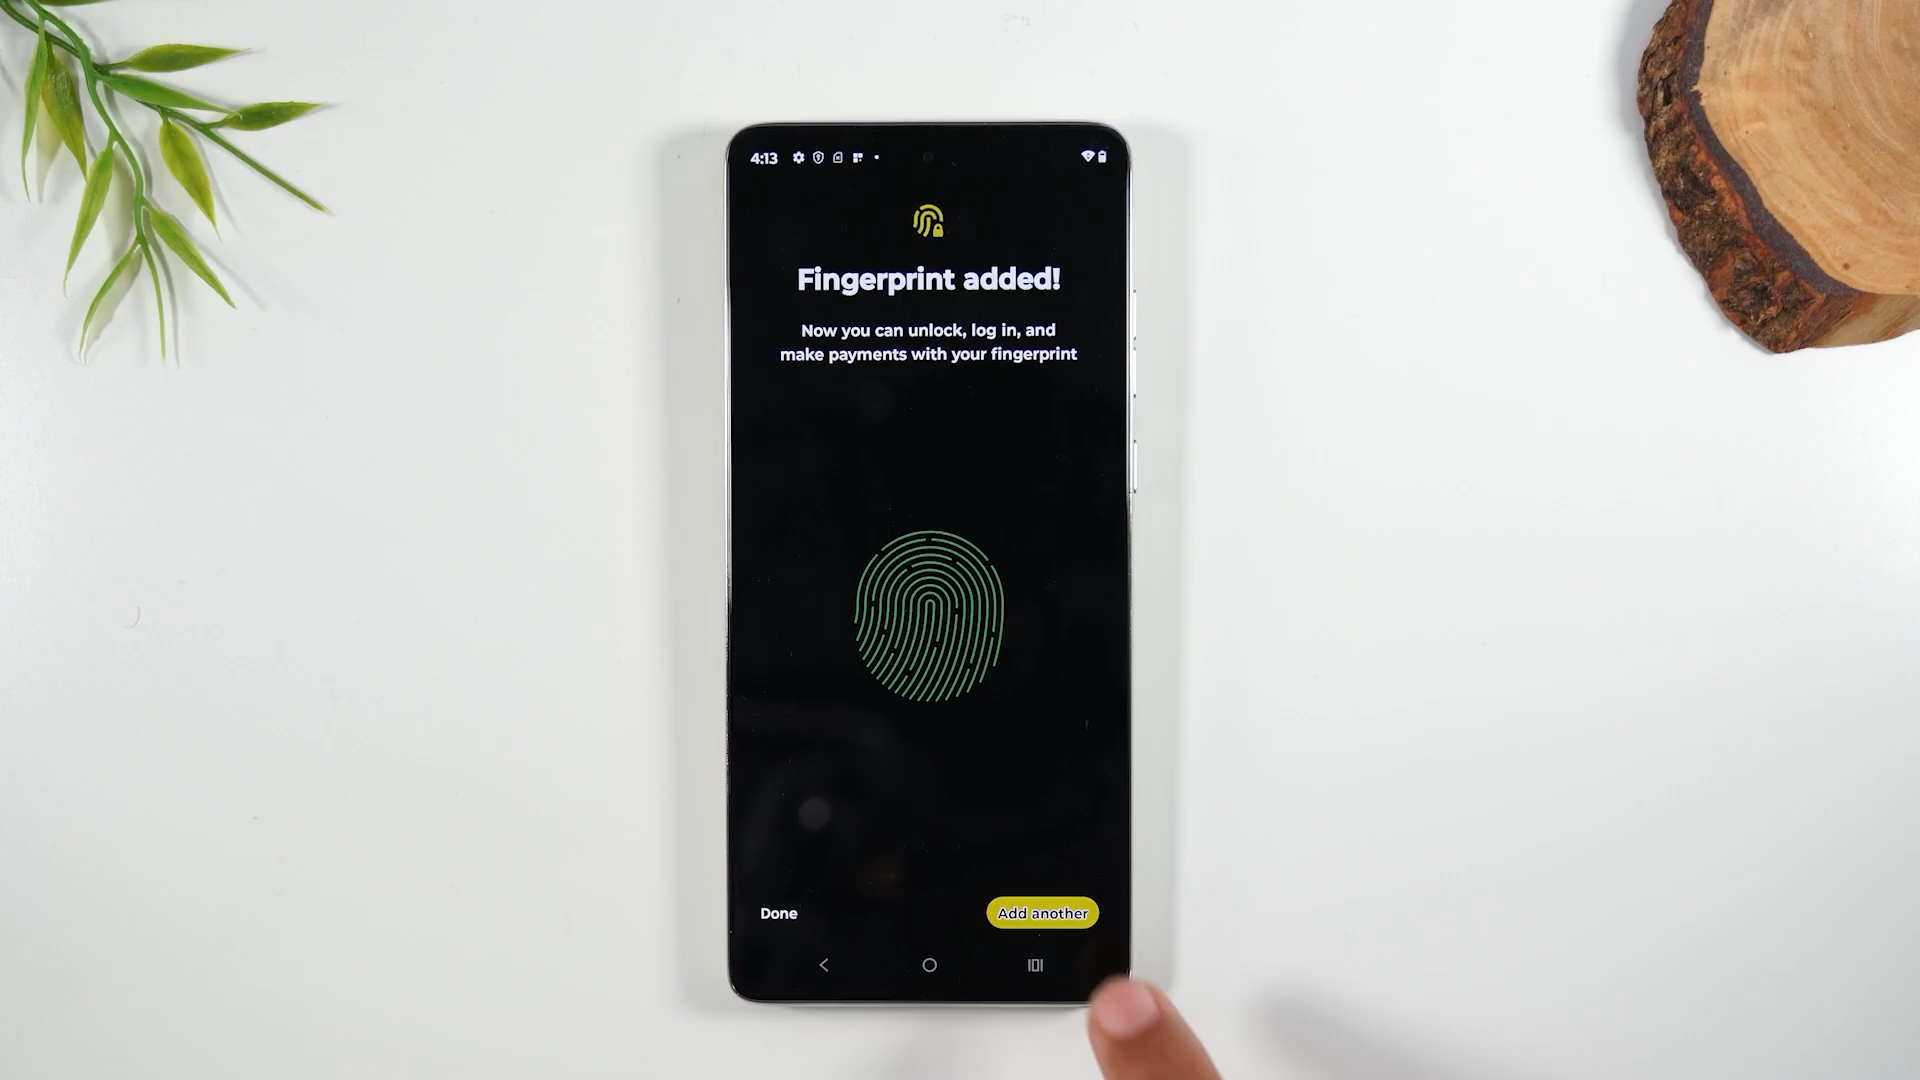 4:13
Fingerprint added!
Now you can unlock, log in, and
make payments with your fingerprint
Done
Add another